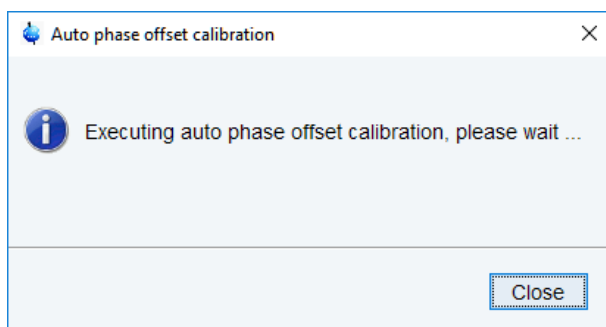 Auto phase offset calibration
Executing auto phase offset calibration, please wait ...
Close